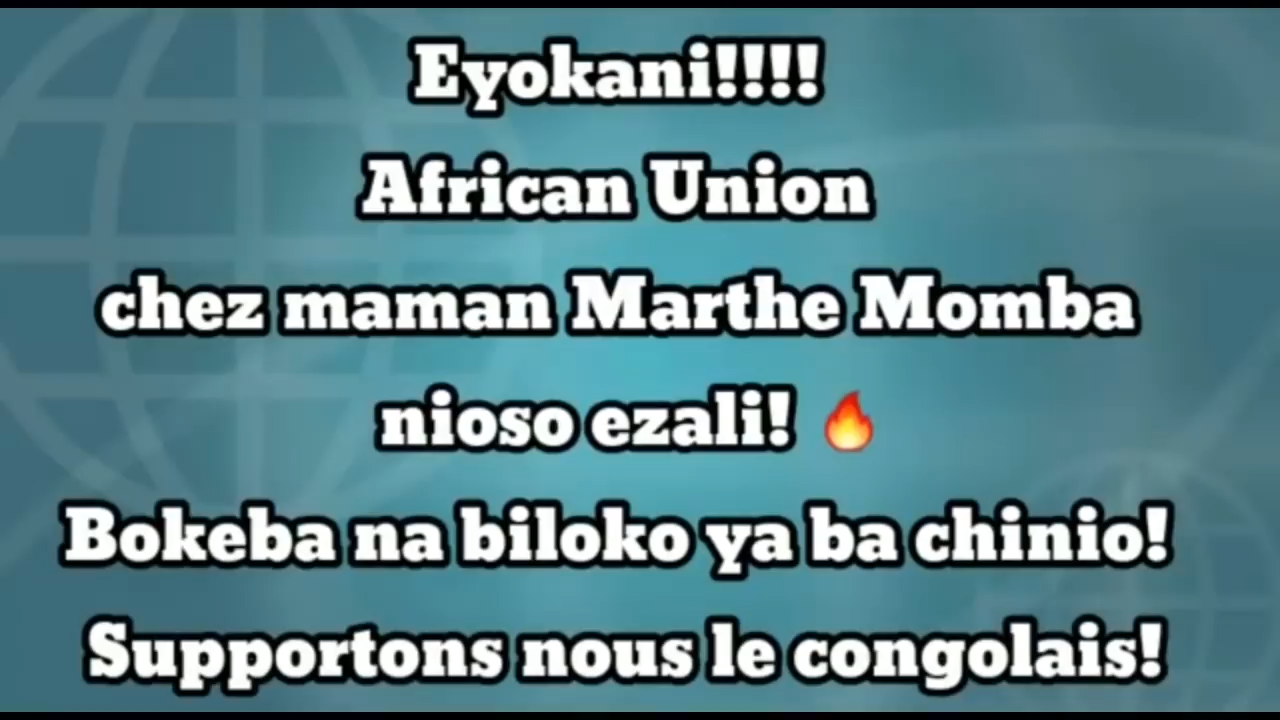 Eyokani!!!!
African Union
chez maman Marthe Momba
nioso ezali! 🔥
Bokeba na biloko ya ba chinio!
Supportons nous le congolais!